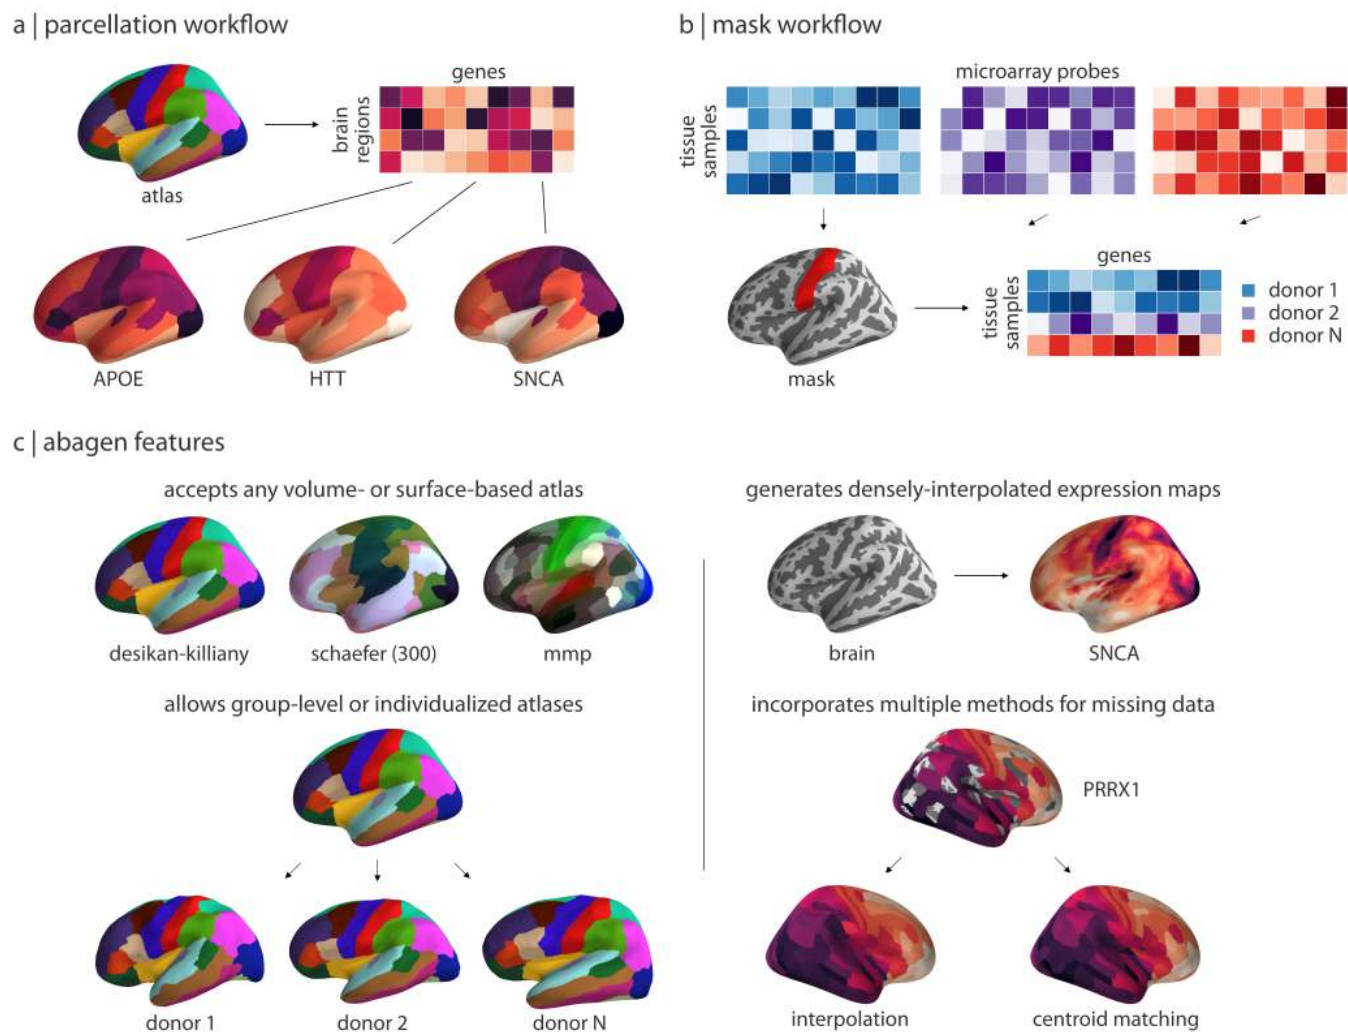 a | parcellation workflow
genes
brain
regions
atlas
APOE
HTT
SNCA
b | mask workflow
microarray probes
tissue
samples
genes
tissue
samples
donor 1
donor 2
donor N
mask
c | abagen features
accepts any volume- or surface-based atlas
desikan-killiany
schaefer (300)
mmp
allows group-level or individualized atlases
donor 1
donor 2
donor N
generates densely-interpolated expression maps
brain
SNCA
incorporates multiple methods for missing data
PRRX1
interpolation
centroid matching